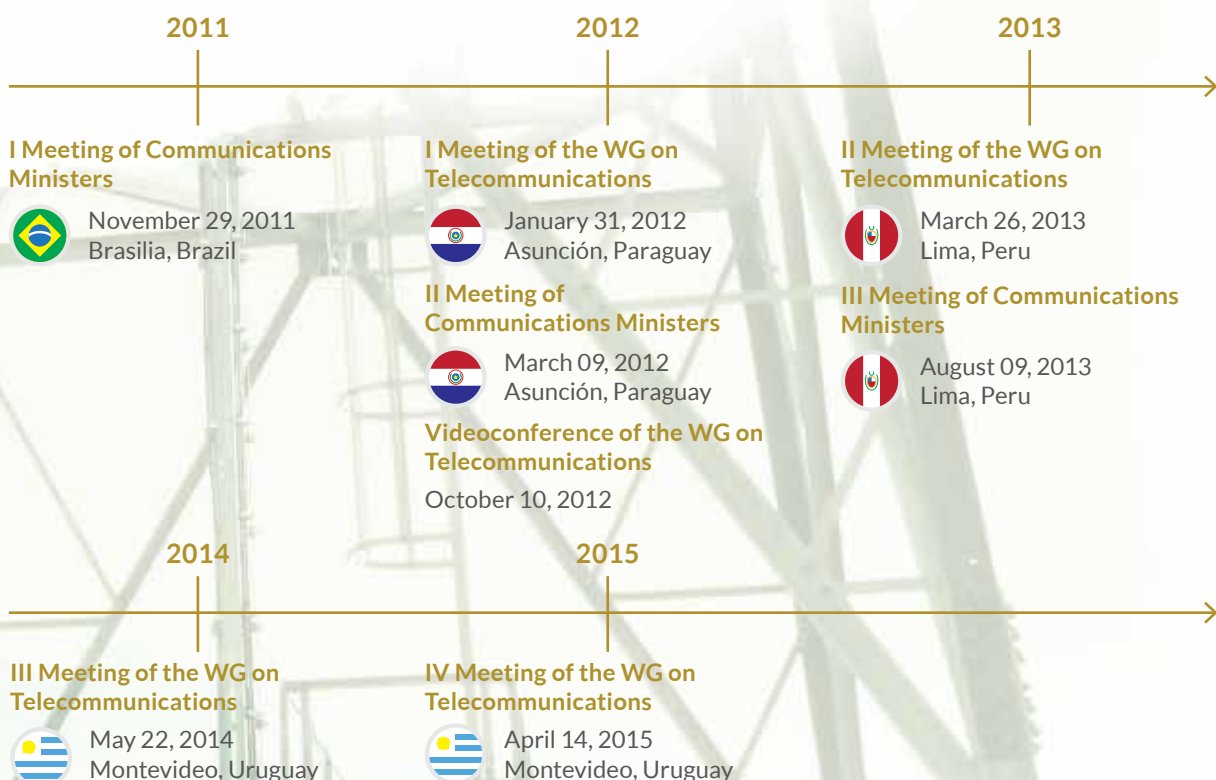 2011
2012
2013
I Meeting of Communications
Ministers
November 29, 2011
Brasilia, Brazil
I Meeting of the WG on
Telecommunications
January 31, 2012
Asunción, Paraguay
II Meeting of
Communications Ministers
March 09, 2012
Asunción, Paraguay
Videoconference of the WG on
Telecommunications
October 10, 2012
II Meeting of the WG on
Telecommunications
March 26, 2013
Lima, Peru
III Meeting of Communications
Ministers
August 09, 2013
Lima, Peru
2014
2015
III Meeting of the WG on
Telecommunications
May 22, 2014
Montevideo, Uruguay
IV Meeting of the WG on
Telecommunications
April 14, 2015
Montevideo, Uruguay